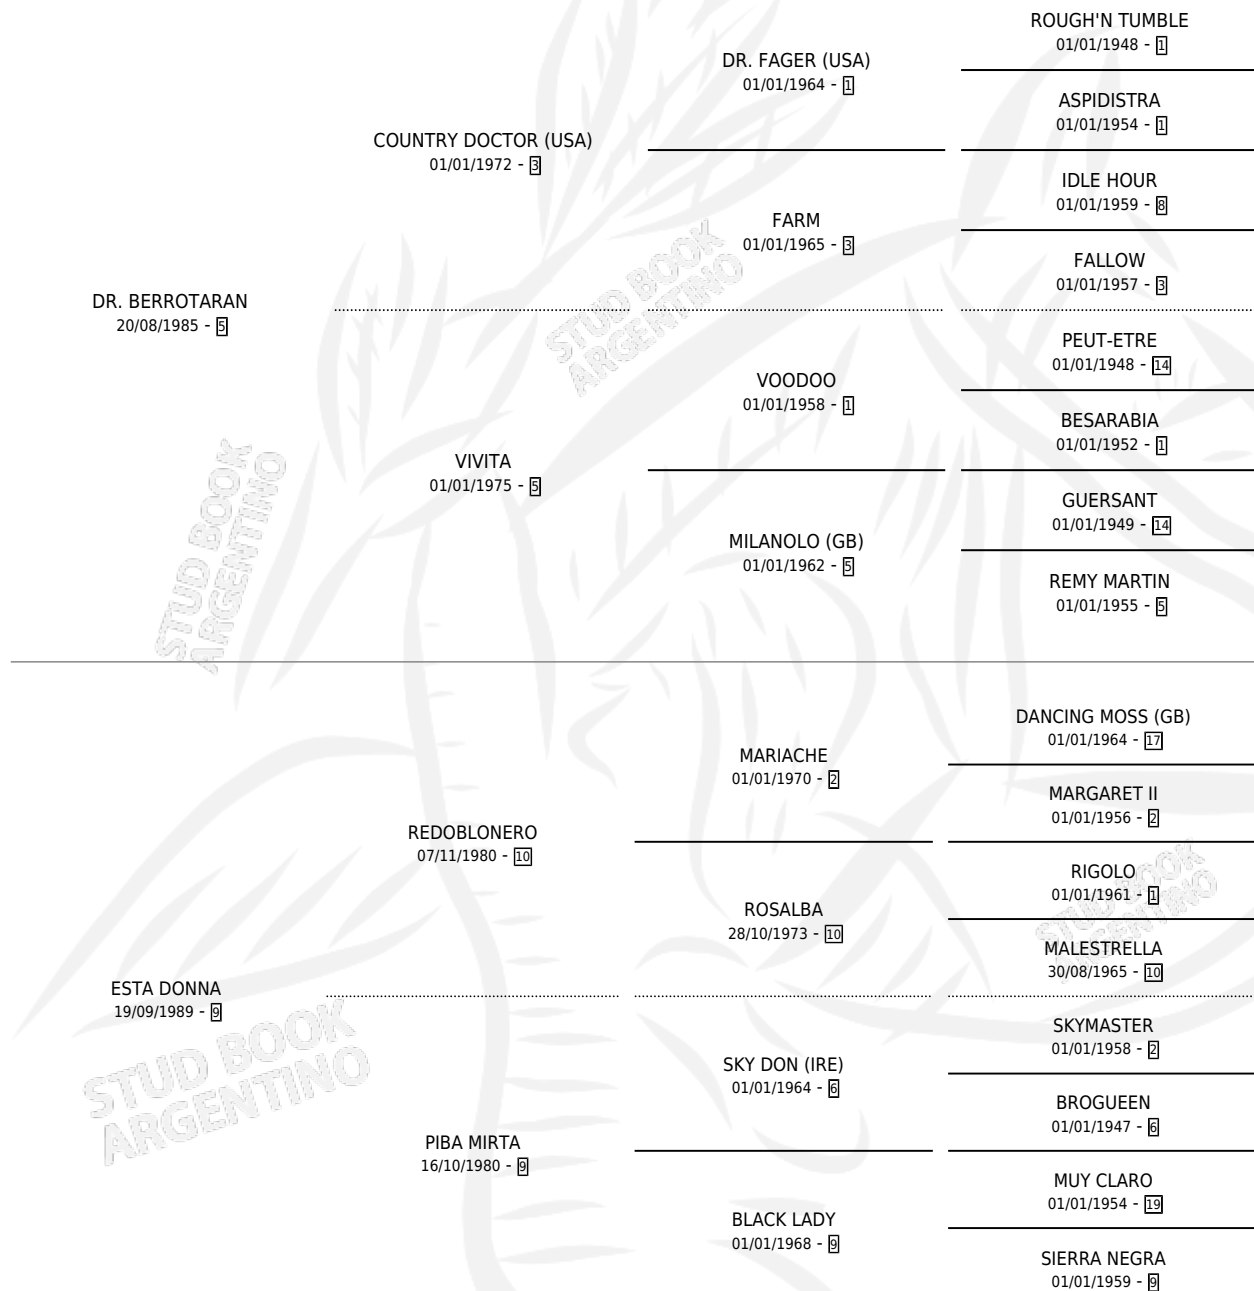 ROUGH'N TUMBLE
01/01/1948 - 1
DR. FAGER (USA)
01/01/1964 - 1
ASPIDISTRA
01/01/1954 - 1
COUNTRY DOCTOR (USA)
01/01/1972 - 3
IDLE HOUR
01/01/1959 - 8
FARM
01/01/1965 - 3
FALLOW
01/01/1957 - 3
DR. BERROTARAN
20/08/1985 - 5
PEUT-ETRE
01/01/1948 - 14
VOODOO
01/01/1958 - 1
BESARABIA
01/01/1952 - 1
VIVITA
01/01/1975 - 5
GUERSANT
01/01/1949 - 14
MILANOLO (GB)
01/01/1962 - 5
REMY MARTIN
01/01/1955 - 5
STUD BOOK
ARGENTINO
STUD BOOK
ARGENTINO
DANCING MOSS (GB)
01/01/1964 - 17
MARIACHE
01/01/1970 - 2
MARGARET II
01/01/1956 - 2
REDOBLONERO
07/11/1980 - 10
RIGOLO
01/01/1961 - 1
ROSALBA
28/10/1973 - 10
MALESTRELLA
30/08/1965 - 10
ESTA DONNA
19/09/1989 - 9
SKYMASTER
01/01/1958 - 2
SKY DON (IRE)
01/01/1964 - 6
BROGUEEN
01/01/1947 - 6
PIBA MIRTA
16/10/1980 - 9
MUY CLARO
01/01/1954 - 19
BLACK LADY
01/01/1968 - 9
SIERRA NEGRA
01/01/1959 - 9
STUD BOOK
ARGENTINO
STUD BOOK
ARGENTINO